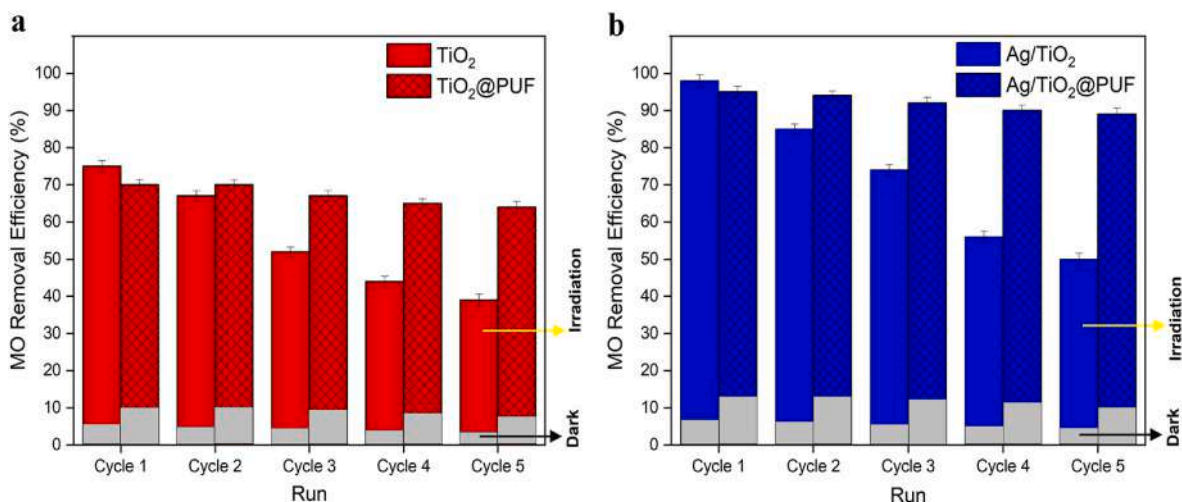 a
TiO₂
TiO₂@PUF
MO Removal Efficiency (%)
100
90
80
70
60
50
40
30
20
10
0
Cycle 1 Cycle 2 Cycle 3 Cycle 4 Cycle 5
Run
Irradiation
Dark
b
Ag/TiO₂
Ag/TiO₂@PUF
MO Removal Efficiency (%)
100
90
80
70
60
50
40
30
20
10
0
Cycle 1 Cycle 2 Cycle 3 Cycle 4 Cycle 5
Run
Irradiation
Dark